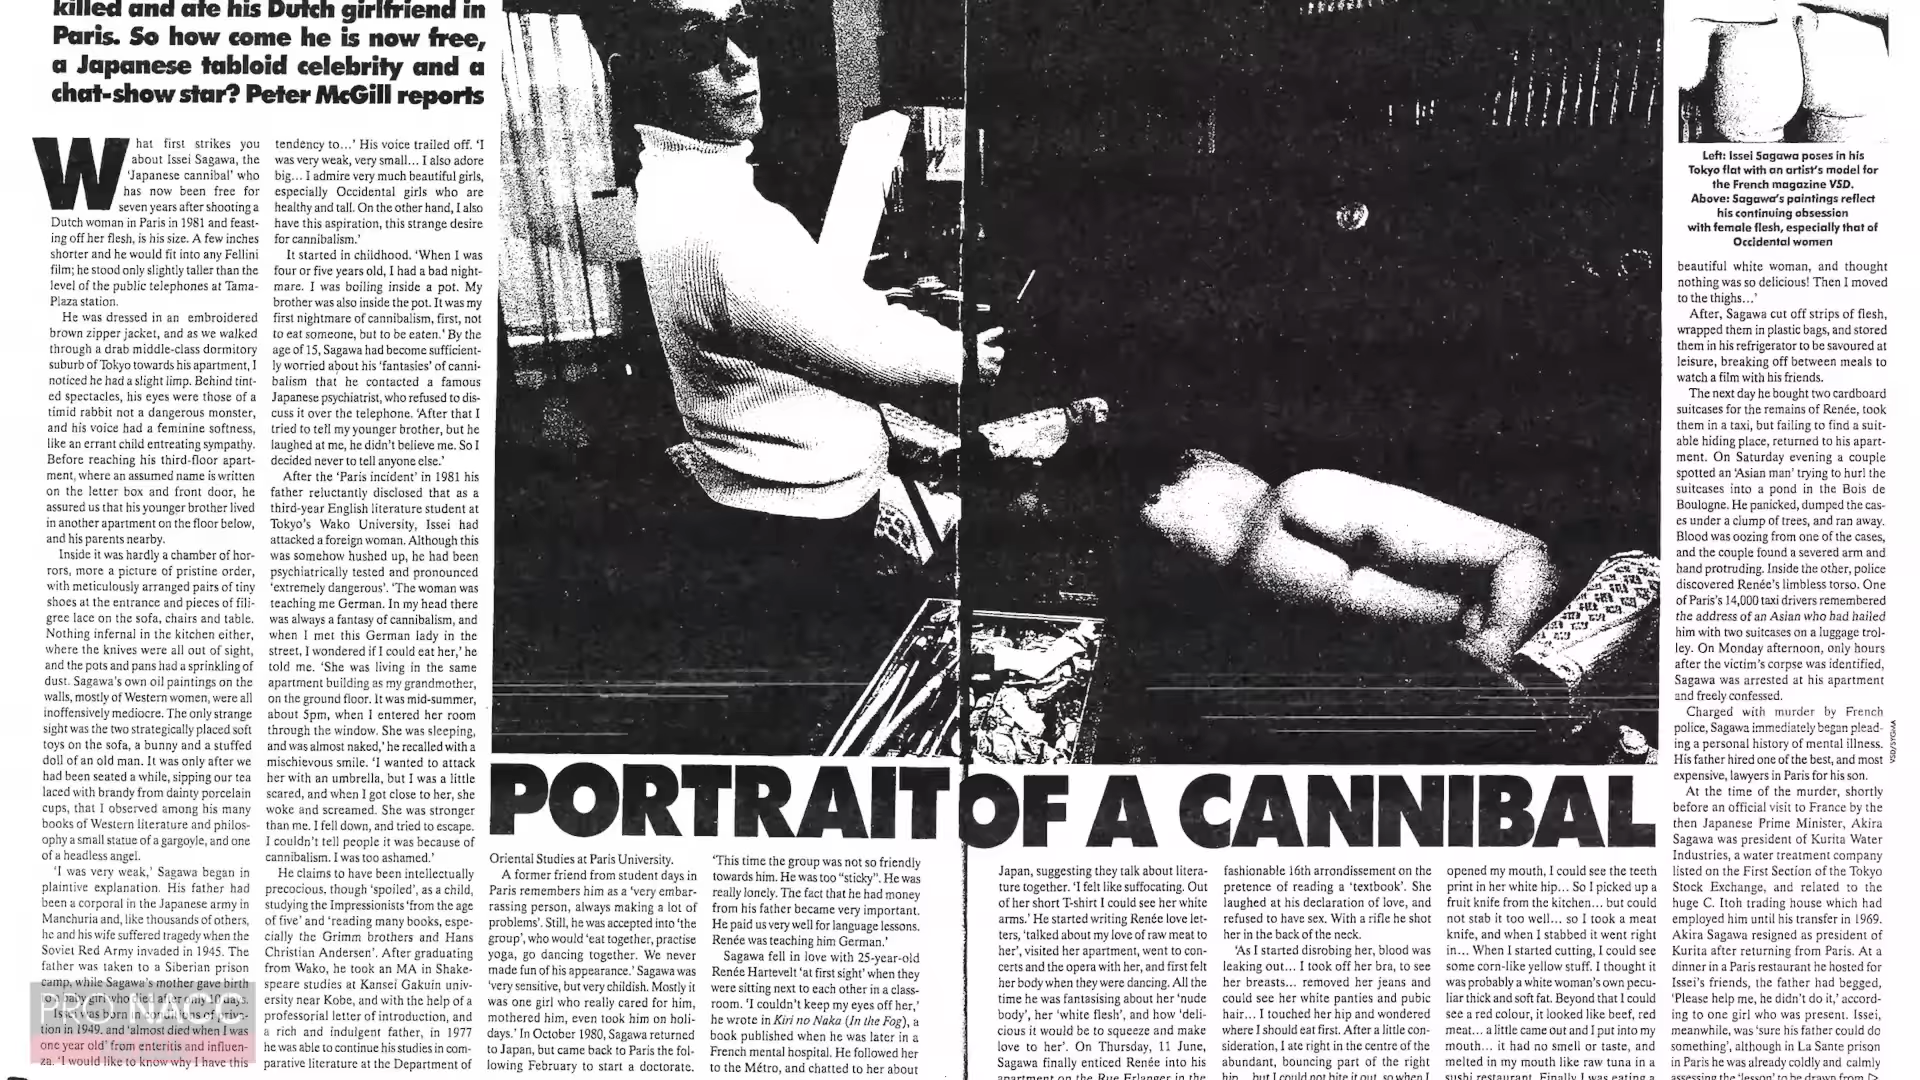 killed and ate his Dutch girlfriend in
Paris. So how come he is now free,
a Japanese tabloid celebrity and a
chat-show star? Peter McGill reports
What first strikes you
about Issei Sagawa, the
'Japanese cannibal' who
has now been free for
seven years after shooting a
Dutch woman in Paris in 1981 and feast-
ing off her flesh, is his size. A few inches
shorter and he would fit into any Fellini
film; he stood only slightly taller than the
level of the public telephones at Tama-
Plaza station.
He was dressed in an embroidered
brown zipper jacket, and as we walked
through a drab middle-class dormitory
suburb of Tokyo towards his apartment, I
noticed he had a slight limp. Behind tint-
ed spectacles, his eyes were those of a
timid rabbit not a dangerous monster,
and his voice had a feminine softness,
like an errant child entreating sympathy.
Before reaching his third-floor apart-
ment, where an assumed name is written
on the letter box and front door, he
assured us that his younger brother lived
in another apartment on the floor below,
and his parents nearby.
Inside it was hardly a chamber of hor-
rors, more a picture of pristine order,
with meticulously arranged pairs of tiny
shoes at the entrance and pieces of fili-
gree lace on the sofa, chairs and table.
Nothing infernal in the kitchen either,
where the knives were all out of sight,
and the pots and pans had a sprinkling of
dust. Sagawa's own oil paintings on the
walls, mostly of Western women, were all
inoffensively mediocre. The only strange
sight was the two strategically placed soft
toys on the sofa, a bunny and a stuffed
doll of an old man. It was only after we
had been seated a while, sipping our tea
laced with brandy from dainty porcelain
cups, that I observed among his many
books of Western literature and philos-
ophy a small statue of a gargoyle, and one
of a headless angel.
'I was very weak,' Sagawa began in
plaintive explanation. His father had
been a corporal in the Japanese army in
Manchuria and, like thousands of others,
he and his wife suffered tragedy when the
Soviet Red Army invaded in 1945. The
father was taken to a Siberian prison
camp, while Sagawa's mother gave birth
to a baby girl who died after only 10 days.
Issei was born in conditions of priva-
tion in 1949, and 'almost died when I was
one year old' from enteritis and influen-
za. 'I would like to know why I have this
PRO MACC
tendency to...' His voice trailed off. 'I
was very weak, very small... I also adore
big... I admire very much beautiful girls,
especially Occidental girls who are
healthy and tall. On the other hand, I also
have this aspiration, this strange desire
for cannibalism.'
It started in childhood. 'When I was
four or five years old, I had a bad night-
mare. I was boiling inside a pot. My
brother was also inside the pot. It was my
first nightmare of cannibalism, first, not
to eat someone, but to be eaten.' By the
age of 15, Sagawa had become sufficient-
ly worried about his 'fantasies' of canni-
balism that he contacted a famous
Japanese psychiatrist, who refused to dis-
cuss it over the telephone. 'After that I
tried to tell my younger brother, but he
laughed at me, he didn't believe me. So I
decided never to tell anyone else.'
After the 'Paris incident' in 1981 his
father reluctantly disclosed that as a
third-year English literature student at
Tokyo's Wako University, Issei had
attacked a foreign woman. Although this
was somehow hushed up, he had been
psychiatrically tested and pronounced
'extremely dangerous'. 'The woman was
teaching me German. In my head there
was always a fantasy of cannibalism, and
when I met this German lady in the
street, I wondered if I could eat her,' he
told me. 'She was living in the same
apartment building as my grandmother,
on the ground floor. It was mid-summer,
about 5pm, when I entered her room
through the window. She was sleeping,
and was almost naked,' he recalled with a
mischievous smile. 'I wanted to attack
her with an umbrella, but I was a little
scared, and when I got close to her, she
woke and screamed. She was stronger
than me. I fell down, and tried to escape.
I couldn't tell people it was because of
cannibalism. I was too ashamed.'
He claims to have been intellectually
precocious, though 'spoiled', as a child,
studying the Impressionists 'from the age
of five' and 'reading many books, espe-
cially the Grimm brothers and Hans
Christian Andersen'. After graduating
from Wako, he took an MA in Shake-
speare studies at Kansei Gakuin univ-
ersity near Kobe, and with the help of a
professorial letter of introduction, and
a rich and indulgent father, in 1977
he was able to continue his studies in com-
parative literature at the Department of
PORTRAIT OF A CANNIBAL
Oriental Studies at Paris University.
A former friend from student days in
Paris remembers him as a 'very embar-
rassing person, always making a lot of
problems'. Still, he was accepted into 'the
group', who would 'eat together, practise
yoga, go dancing together. We never
made fun of his appearance.' Sagawa was
'very sensitive, but very childish. Mostly it
was one girl who really cared for him,
mothered him, even took him on holi-
days.' In October 1980, Sagawa returned
to Japan, but came back to Paris the fol-
lowing February to start a doctorate.
'This time the group was not so friendly
towards him. He was too "sticky". He was
really lonely. The fact that he had money
from his father became very important.
He paid us very well for language lessons.
Renée was teaching him German.'
Sagawa fell in love with 25-year-old
Renée Hartevelt 'at first sight' when they
were sitting next to each other in a class-
room. 'I couldn't keep my eyes off her,'
he wrote in Kiri no Naka (In the Fog), a
book published when he was later in a
French mental hospital. He followed her
to the Métro, and chatted to her about
Japan, suggesting they talk about litera-
ture together. 'I felt like suffocating. Out
of her short T-shirt I could see her white
arms.' He started writing Renée love let-
ters, 'talked about my love of raw meat to
her', visited her apartment, went to con-
certs and the opera with her, and first felt
her body when they were dancing. All the
time he was fantasising about her 'nude
body', her 'white flesh', and how 'deli-
cious it would be to squeeze and make
love to her'. On Thursday, 11 June,
Sagawa finally enticed Renée into his
apartment on the Rue Erlanger in the
fashionable 16th arrondissement on the
pretence of reading a 'textbook'. She
laughed at his declaration of love, and
refused to have sex. With a rifle he shot
her in the back of the neck.
'As I started disrobing her, blood was
leaking out... I took off her bra, to see
her breasts... removed her jeans and
could see her white panties and pubic
hair... I touched her hip and wondered
where I should eat first. After a little con-
sideration, I ate right in the centre of the
abundant, bouncing part of the right
hip... but I could not bite it out, so when I
opened my mouth, I could see the teeth
print in her white hip... So I picked up a
fruit knife from the kitchen... but could
not stab it too well... so I took a meat
knife, and when I stabbed it went right
in... When I started cutting, I could see
some corn-like yellow stuff. I thought it
was probably a white woman's own pecu-
liar thick and soft fat. Beyond that I could
see a red colour, it looked like beef, red
meat... a little came out and I put into my
mouth... it had no smell or taste, and
melted in my mouth like raw tuna in a
sushi restaurant. Finally I was eating a
Left: Issei Sagawa poses in his
Tokyo flat with an artist's model for
the French magazine VSD.
Above: Sagawa's paintings reflect
his continuing obsession
with female flesh, especially that of
Occidental women
beautiful white woman, and thought
nothing was so delicious! Then I moved
to the thighs...'
After, Sagawa cut off strips of flesh,
wrapped them in plastic bags, and stored
them in his refrigerator to be savoured at
leisure, breaking off between meals to
watch a film with his friends.
The next day he bought two cardboard
suitcases for the remains of Renée, took
them in a taxi, but failing to find a suit-
able hiding place, returned to his apart-
ment. On Saturday evening a couple
spotted an 'Asian man' trying to hurl the
suitcases into a pond in the Bois de
Boulogne. He panicked, dumped the cas-
es under a clump of trees, and ran away.
Blood was oozing from one of the cases,
and the couple found a severed arm and
hand protruding. Inside the other, police
discovered Renée's limbless torso. One
of Paris's 14,000 taxi drivers remembered
the address of an Asian who had hailed
him with two suitcases on a luggage trol-
ley. On Monday afternoon, only hours
after the victim's corpse was identified,
Sagawa was arrested at his apartment
and freely confessed.
Charged with murder by French
police, Sagawa immediately began plead-
ing a personal history of mental illness.
His father hired one of the best, and most
expensive, lawyers in Paris for his son.
At the time of the murder, shortly
before an official visit to France by the
then Japanese Prime Minister, Akira
Sagawa was president of Kurita Water
Industries, a water treatment company
listed on the First Section of the Tokyo
Stock Exchange, and related to the
huge C. Itoh trading house which had
employed him until his transfer in 1969.
Akira Sagawa resigned as president of
Kurita after returning from Paris. At a
dinner in a Paris restaurant he hosted for
Issei's friends, the father had begged,
'Please help me, he didn't do it,' accord-
ing to one girl who was present. Issei,
meanwhile, was 'sure his father could do
something', although in La Sante prison
in Paris he was already coldly and calmly
assessing the 'lesson' to be drawn from
VSD/SYGMA